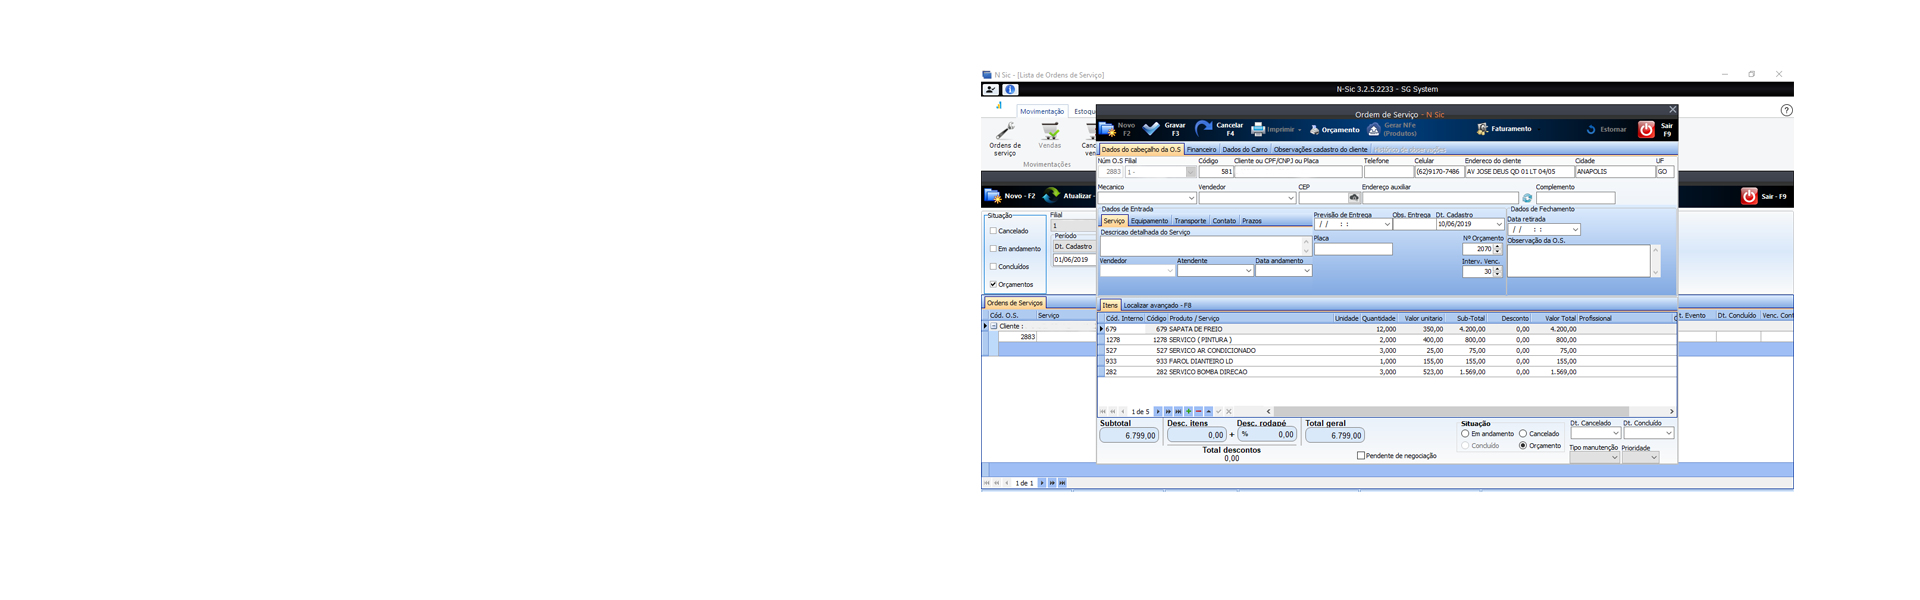 N Sic - [Lista de Ordens de Serviço]
N-Sic 3.2.5.2233 - SG System
Movimentação Estoqu
Ordens de serviço Vendas Canc ven
Movimentações
Ordem de Serviço - N Sic
Novo F2 Gravar F3 Cancelar F4 Imprimir Orçamento Gerar NFe (Produtos) Faturamento Estornar Sair F9
Dados do cabeçalho da O.S Financeiro Dados do Carro Observações cadastro do cliente
Núm O.S Filial Código Cliente ou CPF/CNPJ ou Placa Telefone Celular Endereco do cliente Cidade UF
2883 1 - 581 (62)9170-7486 AV JOSE DEUS QD 01 LT 04/05 ANAPOLIS GO
Mecanico Vendedor CEP Endereço auxiliar Complemento
Novo - F2 Atualizar - Sair - F9
Situação
Cancelado
Em andamento
Concluídos
Orçamentos
Filial
1
Período
Dt. Cadastro
01/06/2019
Dados de Entrada
Serviço Equipamento Transporte Contato Prazos
Descricao detalhada do Serviço
Vendedor Atendente Data andamento
Previsão de Entrega Obs. Entrega Dt. Cadastro
/ / : : 10/06/2019
Placa
Nº Orçamento
2070
Interv. Venc.
30
Dados de Fechamento
Data retirada
/ / : :
Observação da O.S.
Itens Localizar avançado - F8
Cód. Interno Código Produto / Serviço Unidade Quantidade Valor unitario Sub-Total Desconto Valor Total Profissional
679 679 SAPATA DE FREIO 12,000 350,00 4.200,00 0,00 4.200,00
1278 1278 SERVICO ( PINTURA ) 2,000 400,00 800,00 0,00 800,00
527 527 SERVICO AR CONDICIONADO 3,000 25,00 75,00 0,00 75,00
933 933 FAROL DIANTEIRO LD 1,000 155,00 155,00 0,00 155,00
282 282 SERVICO BOMBA DIRECAO 3,000 523,00 1.569,00 0,00 1.569,00
1 de 5
Subtotal Desc. itens Desc. rodapé Total geral
6.799,00 0,00 + % 0,00 6.799,00
Total descontos
0,00
Pendente de negociação
Situação
Em andamento Cancelado
Concluído Orçamento
Dt. Cancelado Dt. Concluído
Tipo manutenção Prioridade
Ordens de Serviços
Cód. O.S. Serviço t. Evento Dt. Concluído Venc. Cont
Cliente :
2883
1 de 1